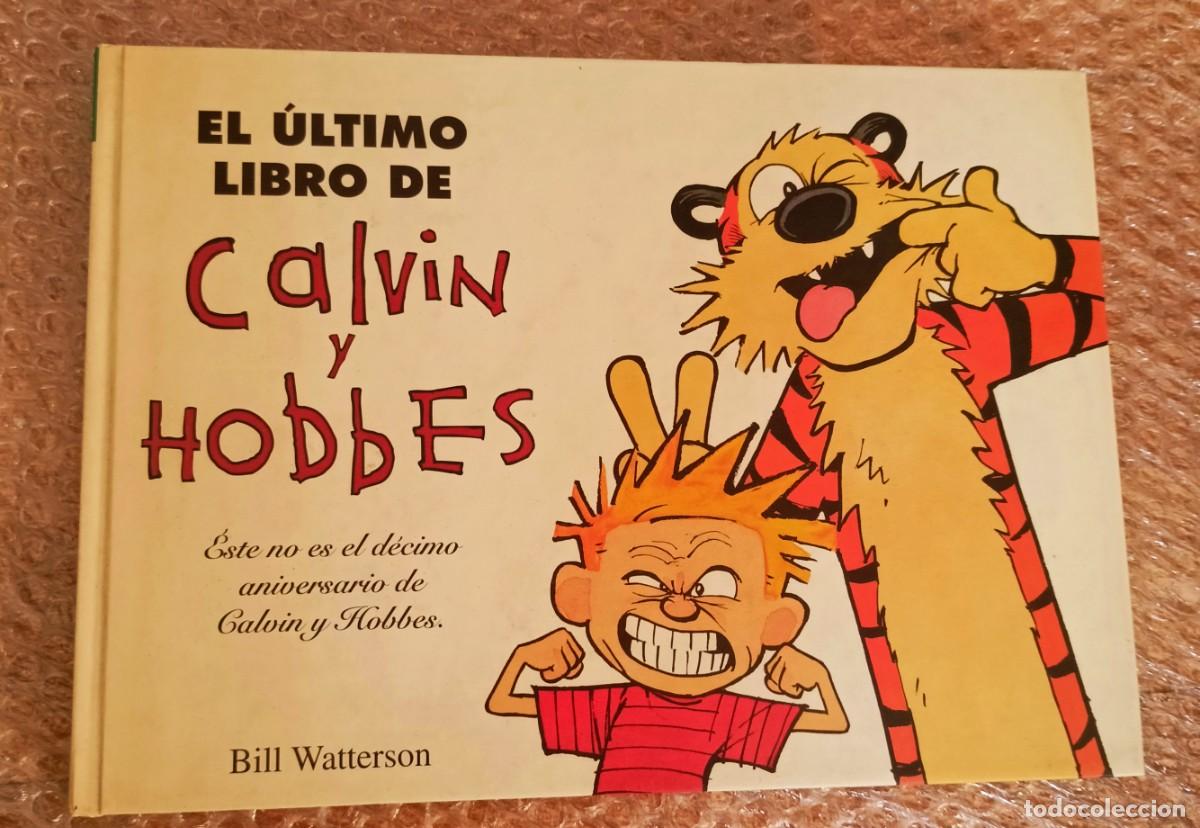 EL ÚLTIMO
LIBRO DE
Calvin
y
HobbEs
Éste no es el décimo
aniversario de
Calvin y Hobbes.
Bill Watterson
todocoleccion